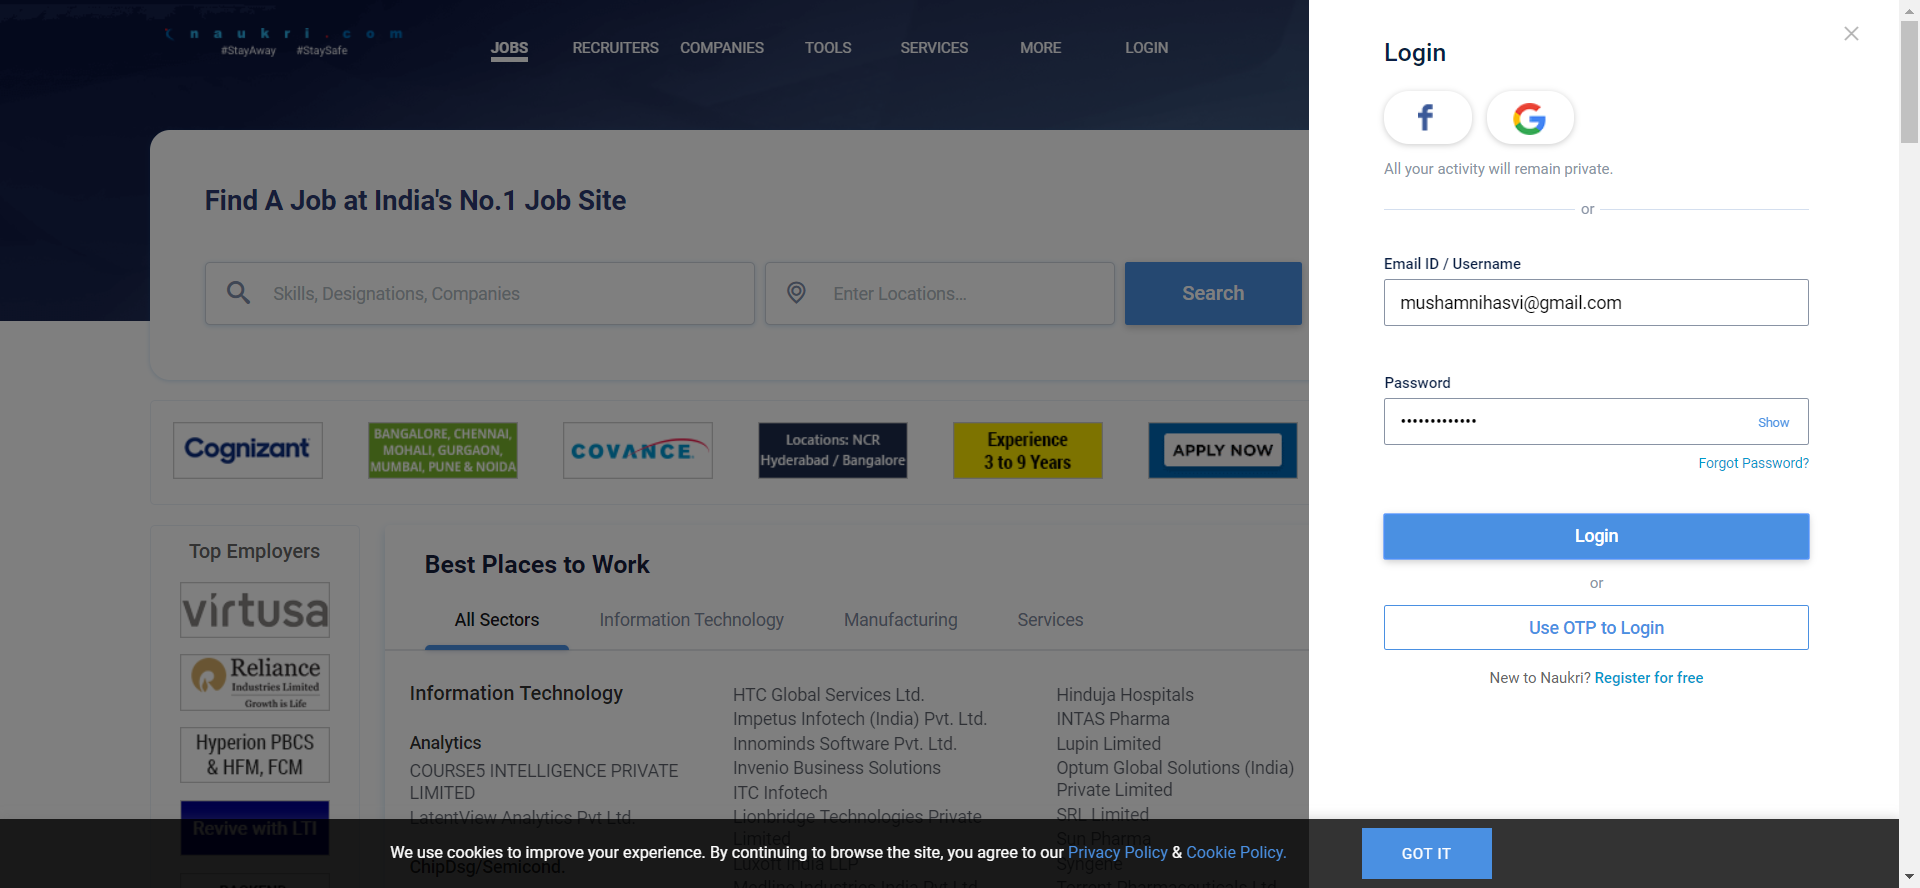 naukri.com
#StayAway #StaySafe
JOBS RECRUITERS COMPANIES TOOLS SERVICES MORE LOGIN
Find A Job at India's No.1 Job Site
Skills, Designations, Companies
Enter Locations...
Search
Cognizant
BANGALORE, CHENNAI,
MOHALI, GURGAON,
MUMBAI, PUNE & NOIDA
COVANCE
Locations: NCR
Hyderabad / Bangalore
Experience
3 to 9 Years
APPLY NOW
Top Employers
virtusa
Reliance
Industries Limited
Growth is Life
Hyperion PBCS
& HFM, FCM
Revive with LTI
Best Places to Work
All Sectors Information Technology Manufacturing Services
Information Technology
Analytics
COURSE5 INTELLIGENCE PRIVATE
LIMITED
LatentView Analytics Pvt Ltd.
ChipDsg/Semicond.
HTC Global Services Ltd.
Impetus Infotech (India) Pvt. Ltd.
Innominds Software Pvt. Ltd.
Invenio Business Solutions
ITC Infotech
Lionbridge Technologies Private
Limited
Luxoft India LLP
Medline Industries India Pvt Ltd
Hinduja Hospitals
INTAS Pharma
Lupin Limited
Optum Global Solutions (India)
Private Limited
SRL Limited
Sun Pharma
Syngene
Torrent Pharmaceuticals Ltd
Login
f G
All your activity will remain private.
or
Email ID / Username
mushamnihasvi@gmail.com
Password
•••••••••••••
Show
Forgot Password?
Login
or
Use OTP to Login
New to Naukri? Register for free
We use cookies to improve your experience. By continuing to browse the site, you agree to our Privacy Policy & Cookie Policy.
GOT IT